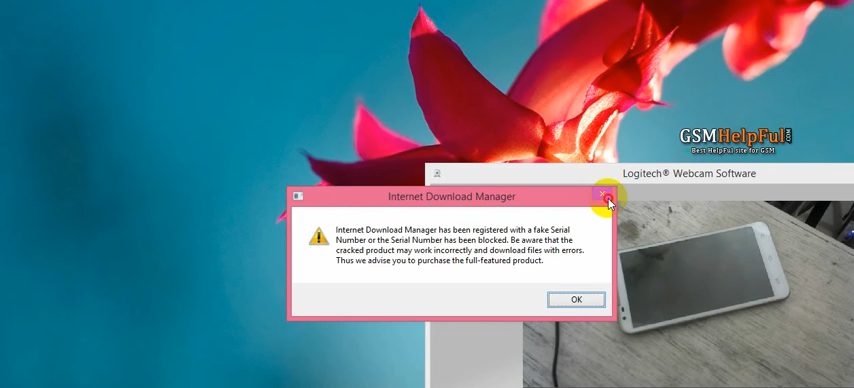 GSMHelpFul.COM
Best HelpFul site for GSM
Logitech® Webcam Software
Internet Download Manager
Internet Download Manager has been registered with a fake Serial
Number or the Serial Number has been blocked. Be aware that the
cracked product may work incorrectly and download files with errors.
Thus we advise you to purchase the full-featured product.
OK